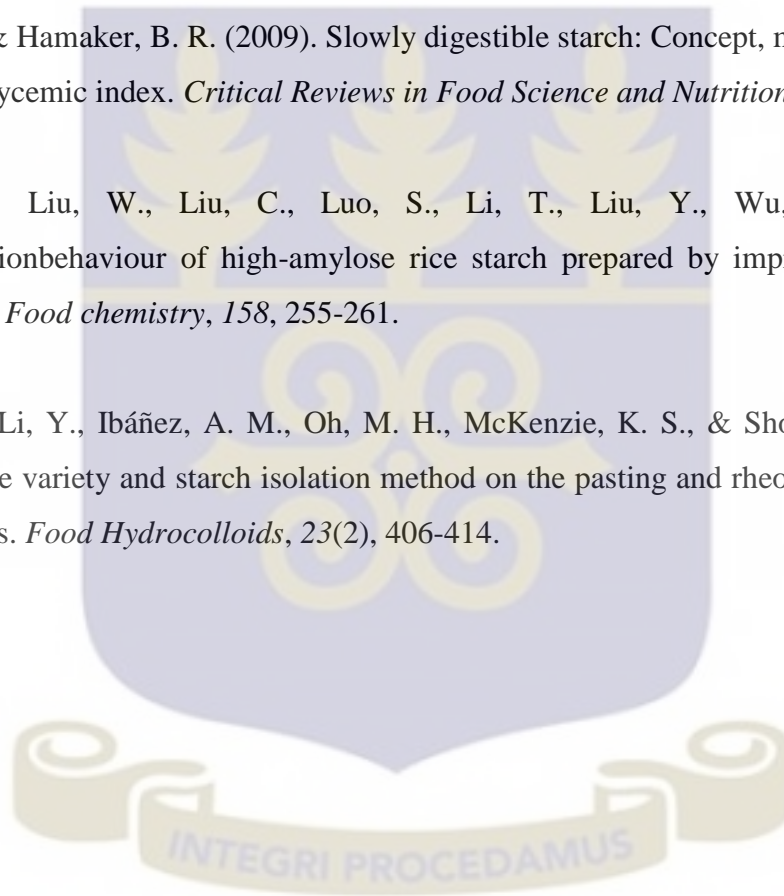 & Hamaker, B. R. (2009). Slowly digestible starch: Concept,
ycemic index. Critical Reviews in Food Science and Nutrition
Liu, W., Liu, C., Luo, S., Li, T., Liu, Y., Wu,
ionbehaviour of high-amylose rice starch prepared by imp
Food chemistry, 158, 255-261.
Li, Y., Ibáñez, A. M., Oh, M. H., McKenzie, K. S., & Sho
e variety and starch isolation method on the pasting and rheo
s. Food Hydrocolloids, 23(2), 406-414.
INTEGRI PROCEDAMUS